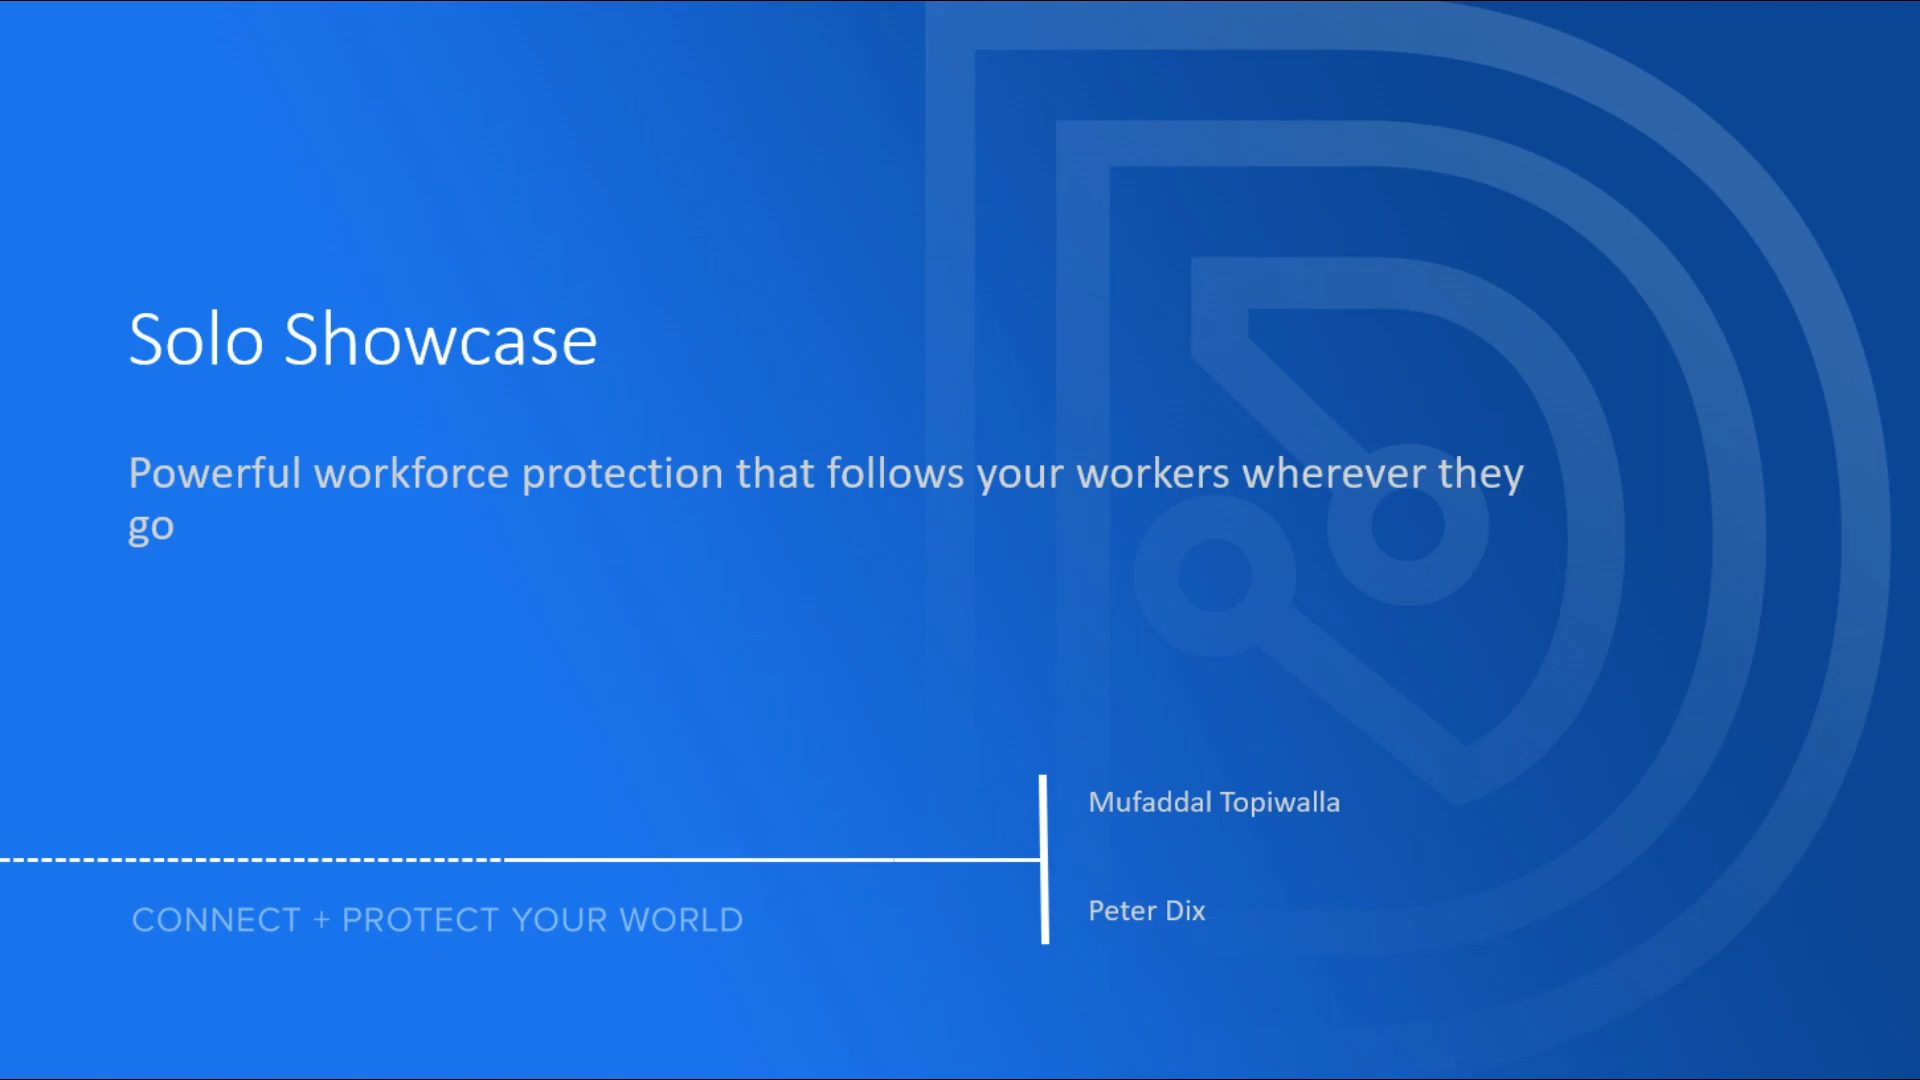 Solo Showcase
Powerful workforce protection that follows your workers wherever they
go
Mufaddal Topiwalla
Peter Dix
CONNECT + PROTECT YOUR WORLD